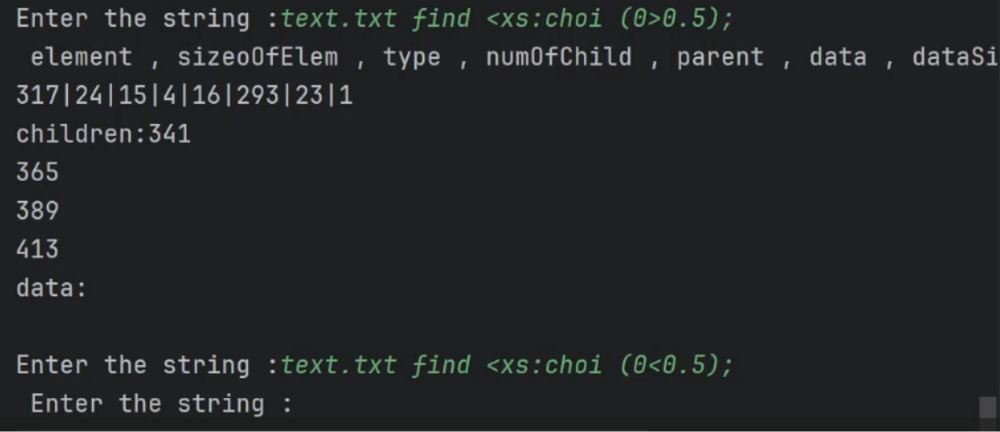 Enter the string :text.txt find <xs:choi (0>0.5);
element , sizeoOfElem , type , numOfChild , parent , data , dataSi
317|24|15|4|16|293|23|1
children:341
365
389
413
data:
Enter the string :text.txt find <xs:choi (0<0.5);
Enter the string :